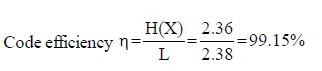 Code efficiency η = H(X)/L = 2.36/2.38 = 99.15%